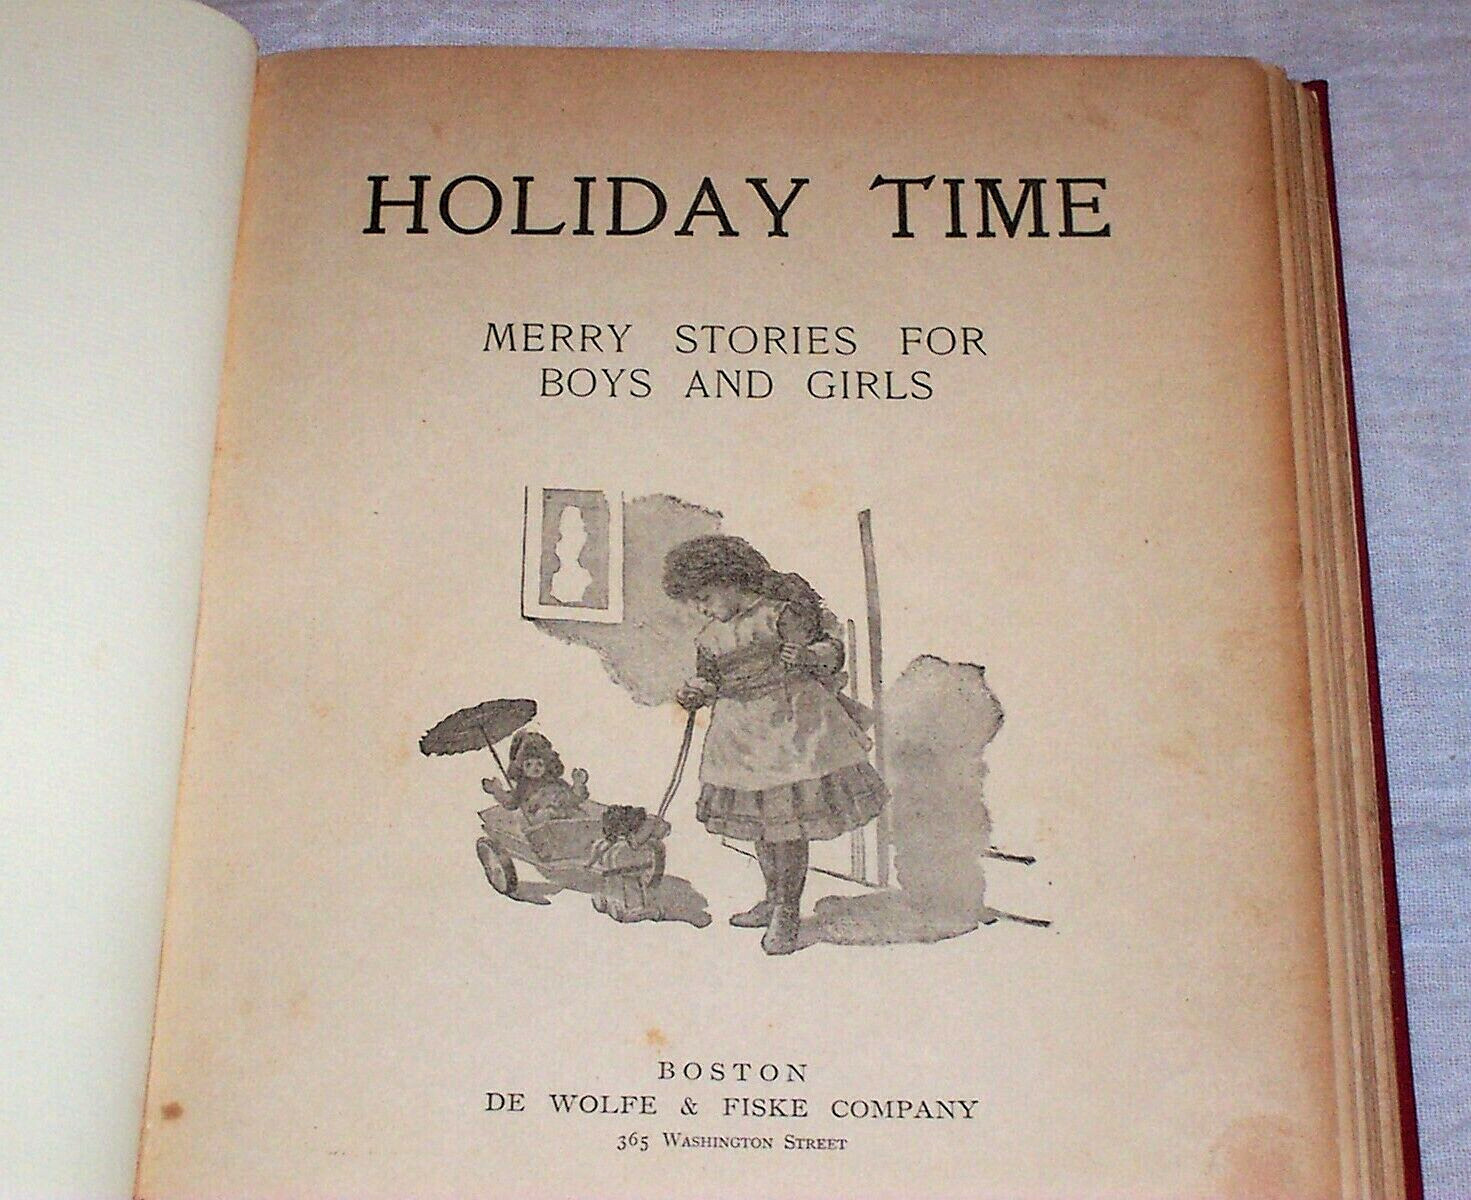 HOLIDAY TIME
MERRY STORIES FOR
BOYS AND GIRLS
BOSTON
DE WOLFE & FISKE COMPANY
365 WASHINGTON STREET